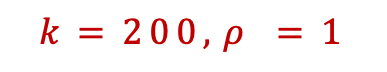 k = 200, ρ = 1